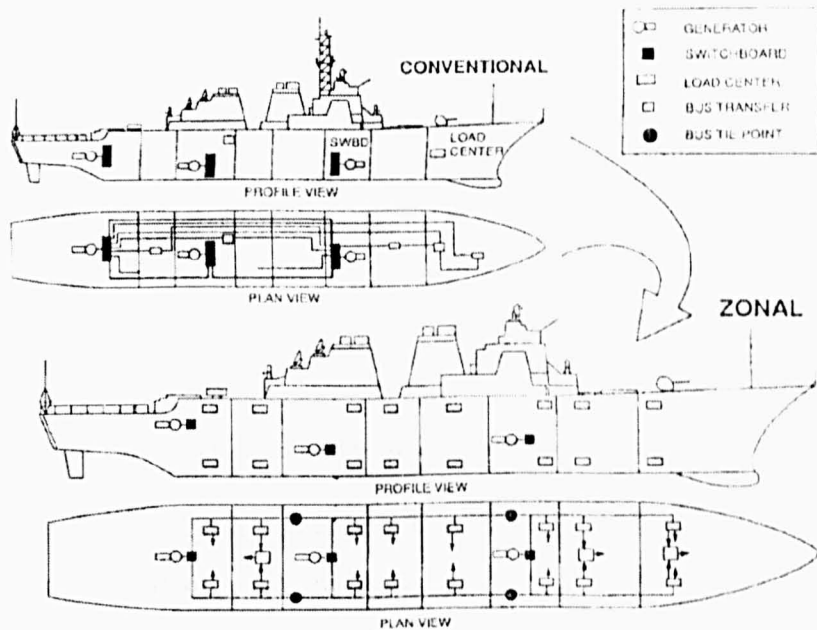 CONVENTIONAL
GENERATOR
SWITCHBOARD
LOAD CENTER
BUS TRANSFER
BUS TIE POINT
SWBD
LOAD
CENTER
PROFILE VIEW
PLAN VIEW
ZONAL
PROFILE VIEW
PLAN VIEW